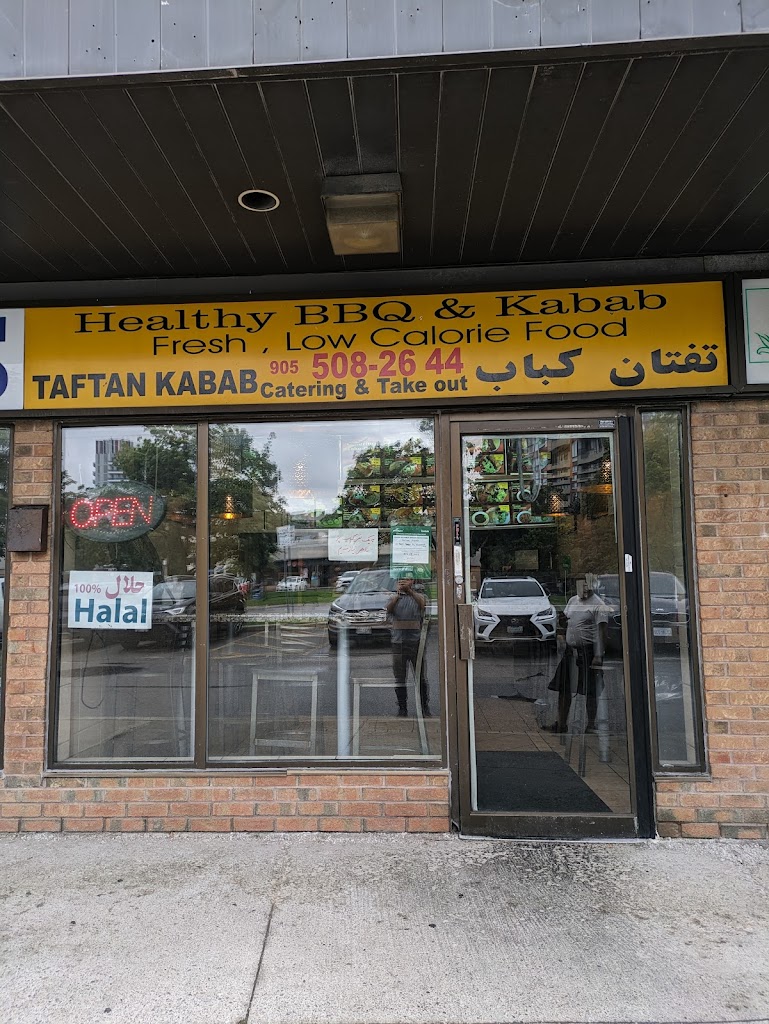 Healthy BBQ & Kabab
Fresh , Low Calorie Food
905 508-26 44
TAFTAN KABAB
Catering & Take out
تفتان کباب
OPEN
100% حلال
Halal